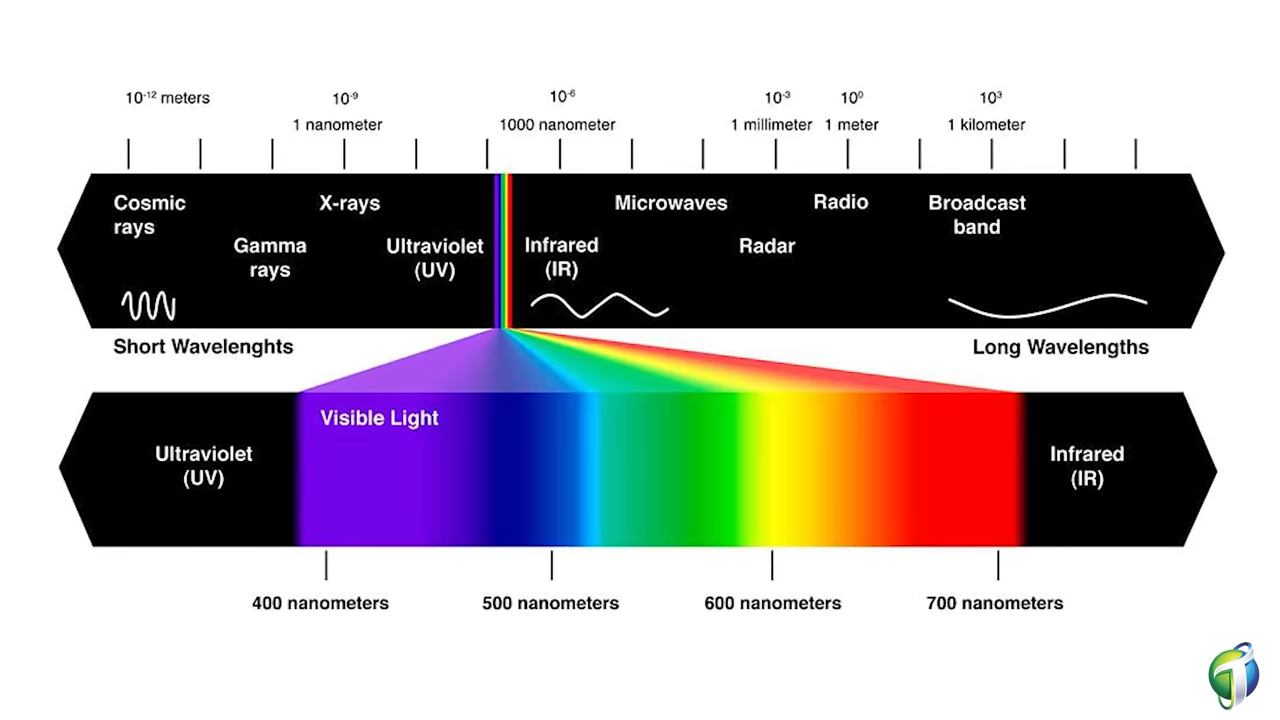 10⁻¹² meters
10⁻⁹
10⁻⁶
10⁻³
10⁰
10³
1 nanometer
1000 nanometer
1 millimeter
1 meter
1 kilometer
Cosmic
rays
X-rays
Microwaves
Radio
Broadcast
band
Gamma
rays
Ultraviolet
(UV)
Infrared
(IR)
Radar
Short Wavelenghts
Long Wavelengths
Visible Light
Ultraviolet
(UV)
Infrared
(IR)
400 nanometers
500 nanometers
600 nanometers
700 nanometers